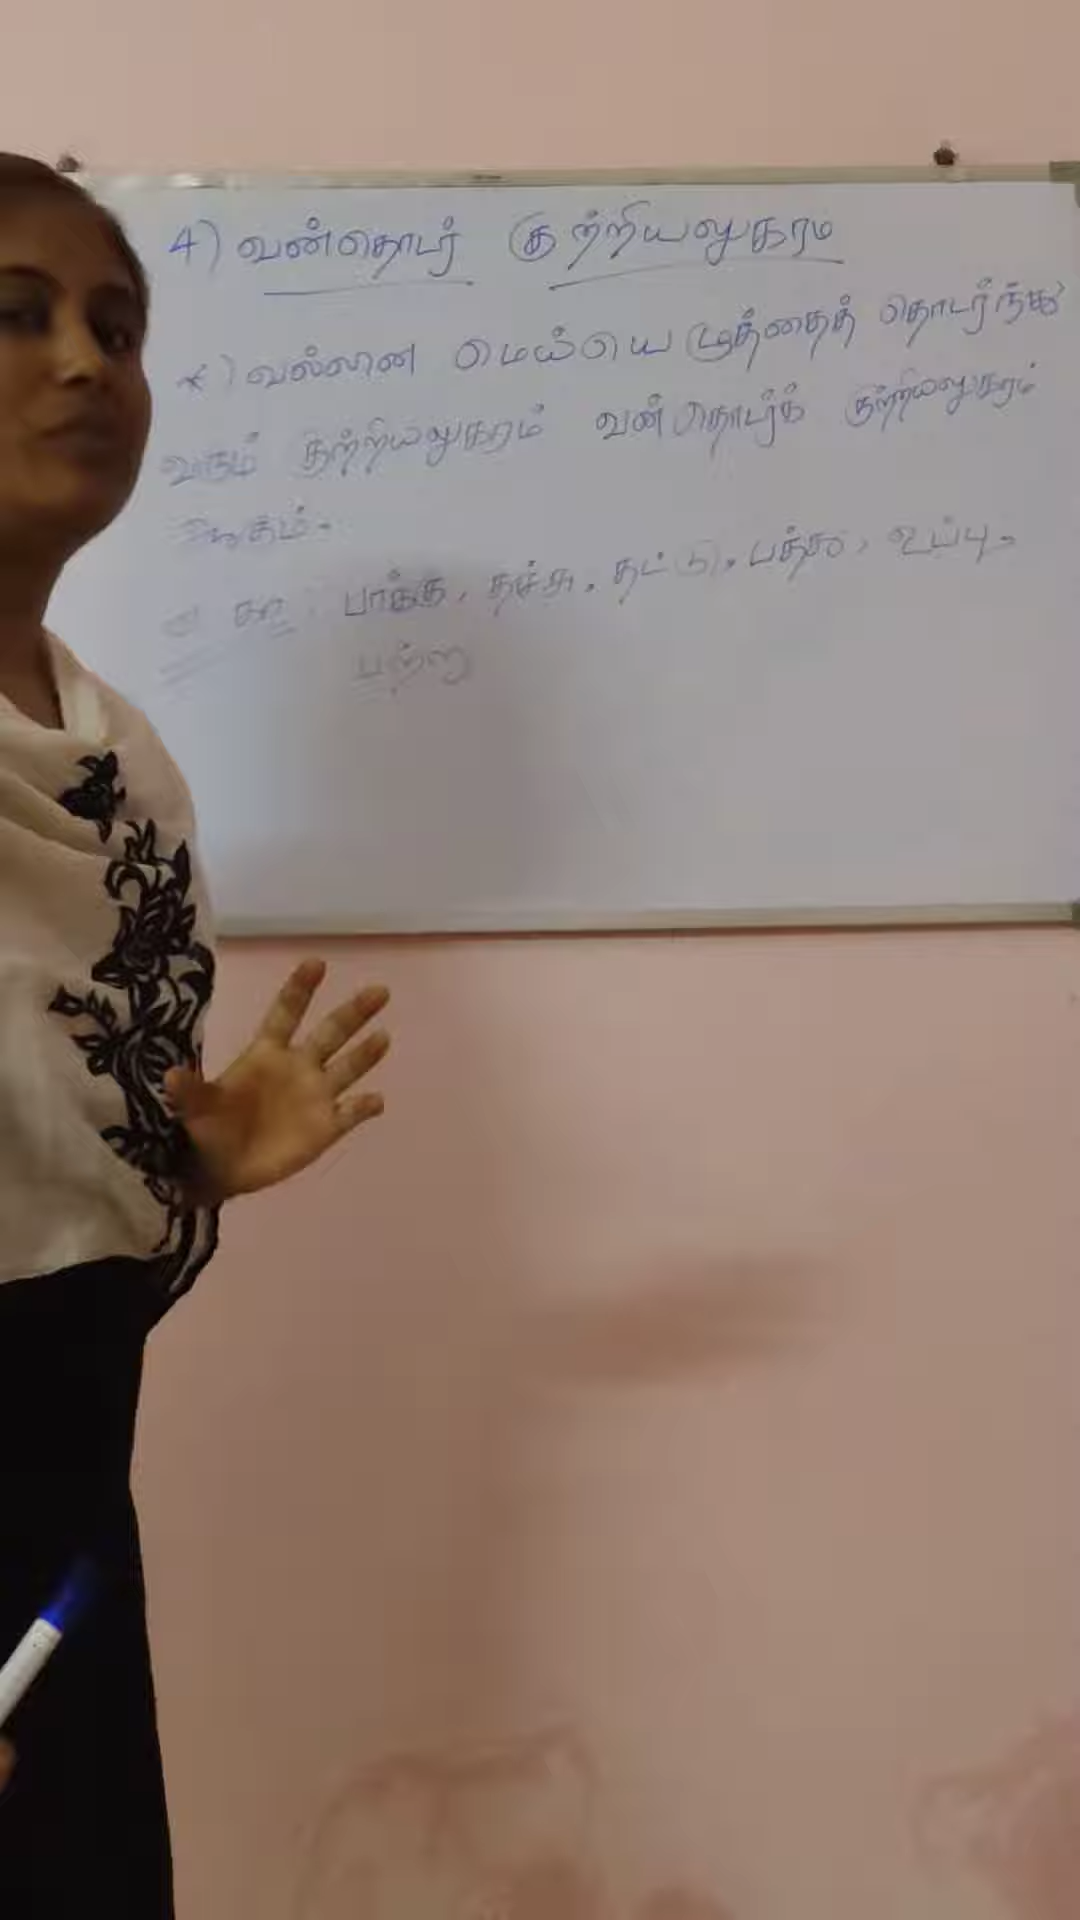 4) வன்தொடர் குற்றியலுகரம்
*) வல்லின மெய்யெழுத்தைத் தொடர்ந்து
வரும் குற்றியலுகரம் வன்தொடர்க் குற்றியலுகரம்
ஆகும்.
எ கா : பாக்கு, தச்சு, தட்டு, பத்து, உப்பு,
பற்று